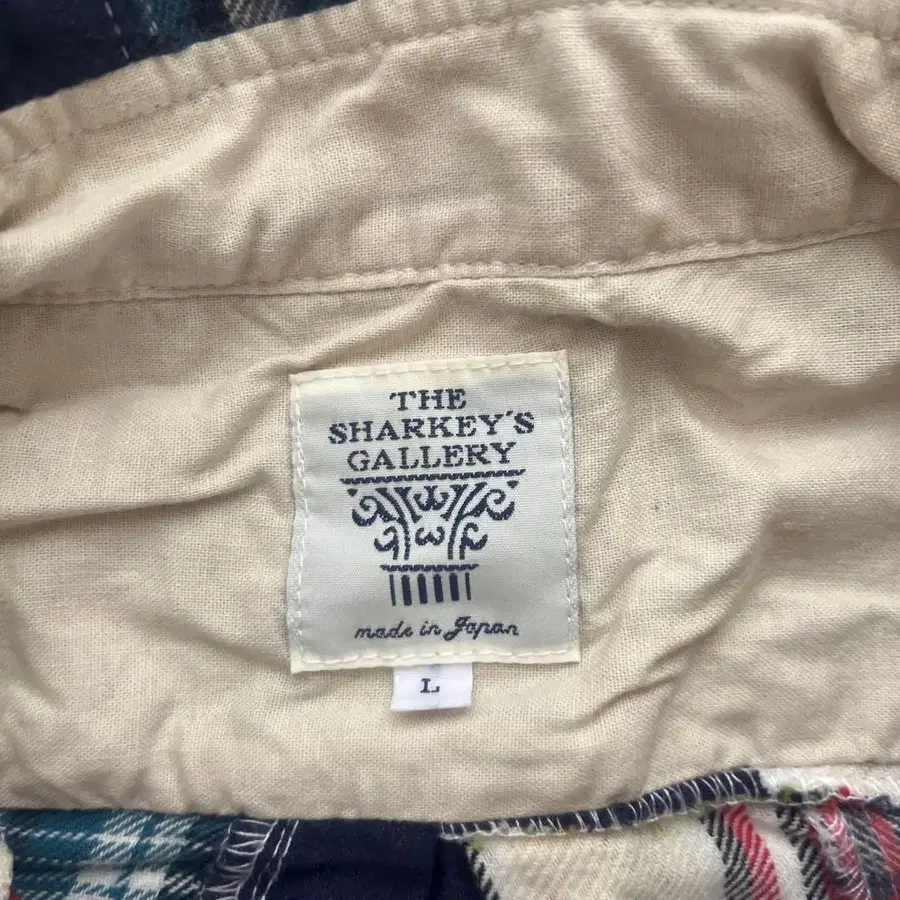 THE
SHARKEY'S
GALLERY
made in Japan
L